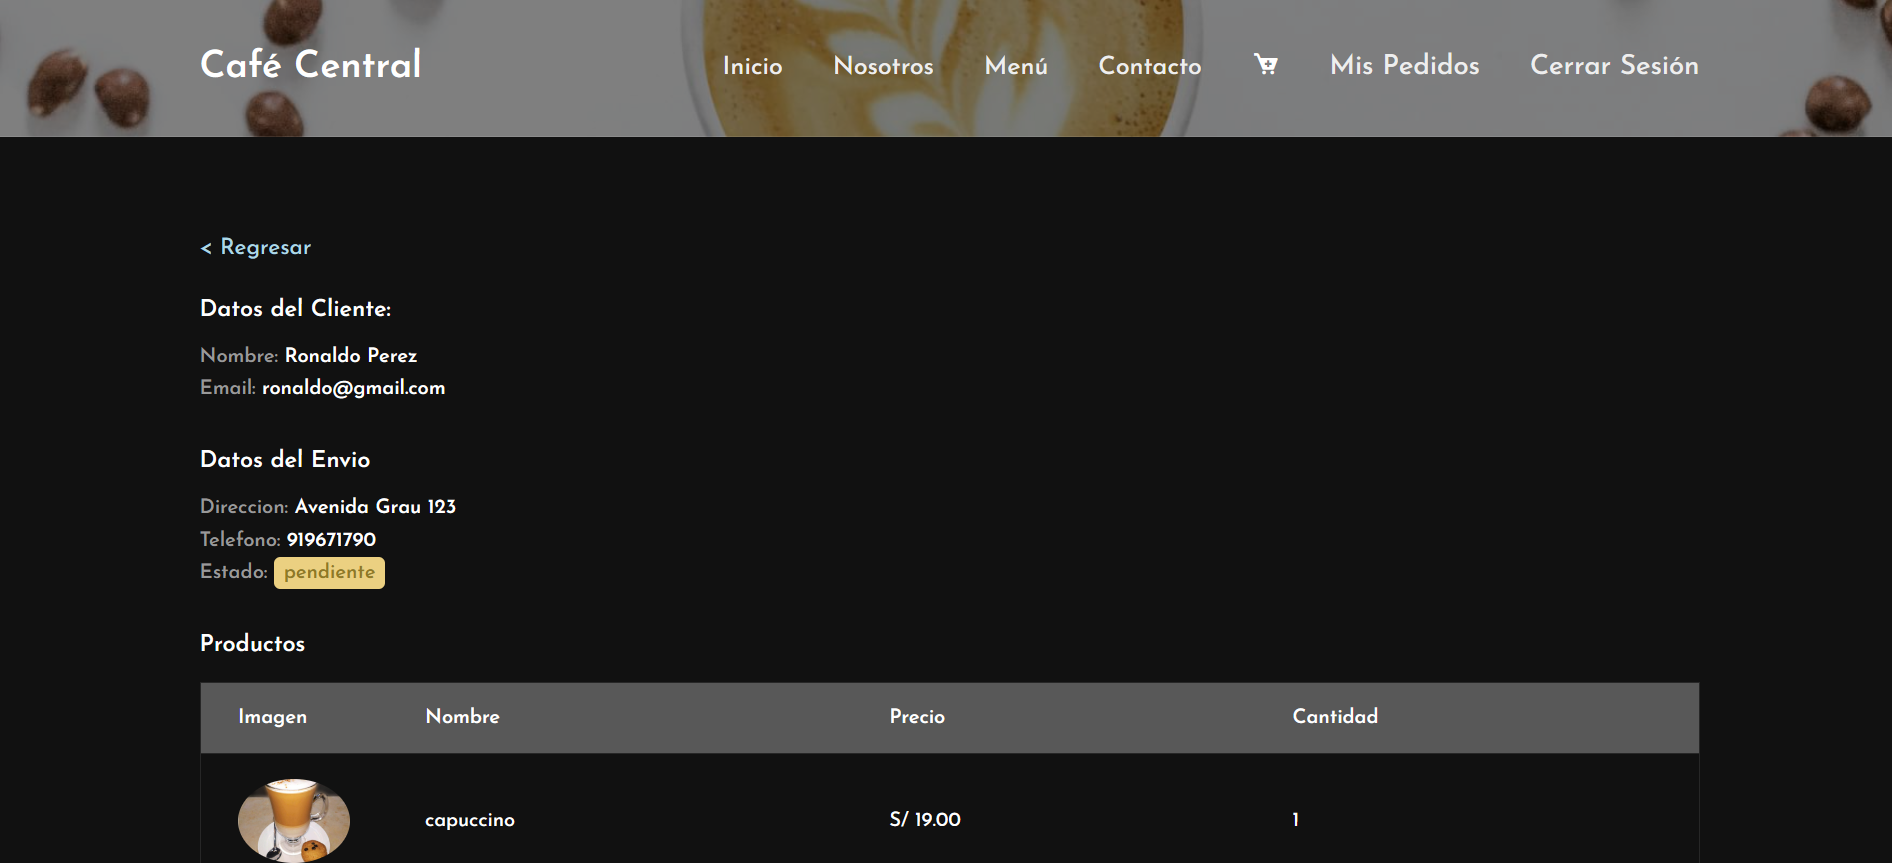 Café Central
Inicio Nosotros Menú Contacto Mis Pedidos Cerrar Sesión
< Regresar
Datos del Cliente:
Nombre: Ronaldo Perez
Email: ronaldo@gmail.com
Datos del Envio
Direccion: Avenida Grau 123
Telefono: 919671790
Estado: pendiente
Productos
Imagen Nombre Precio Cantidad
capuccino S/ 19.00 1